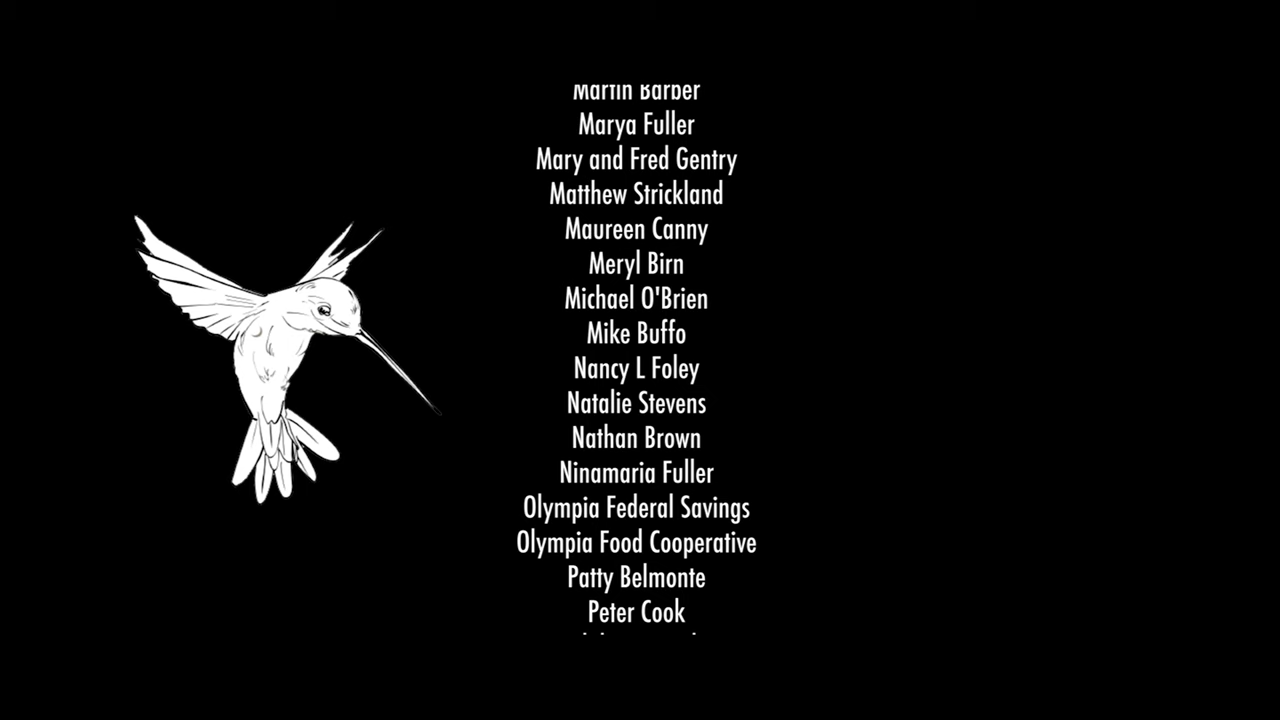 Martin Barber
Marya Fuller
Mary and Fred Gentry
Matthew Strickland
Maureen Canny
Meryl Birn
Michael O'Brien
Mike Buffo
Nancy L Foley
Natalie Stevens
Nathan Brown
Ninamaria Fuller
Olympia Federal Savings
Olympia Food Cooperative
Patty Belmonte
Peter Cook